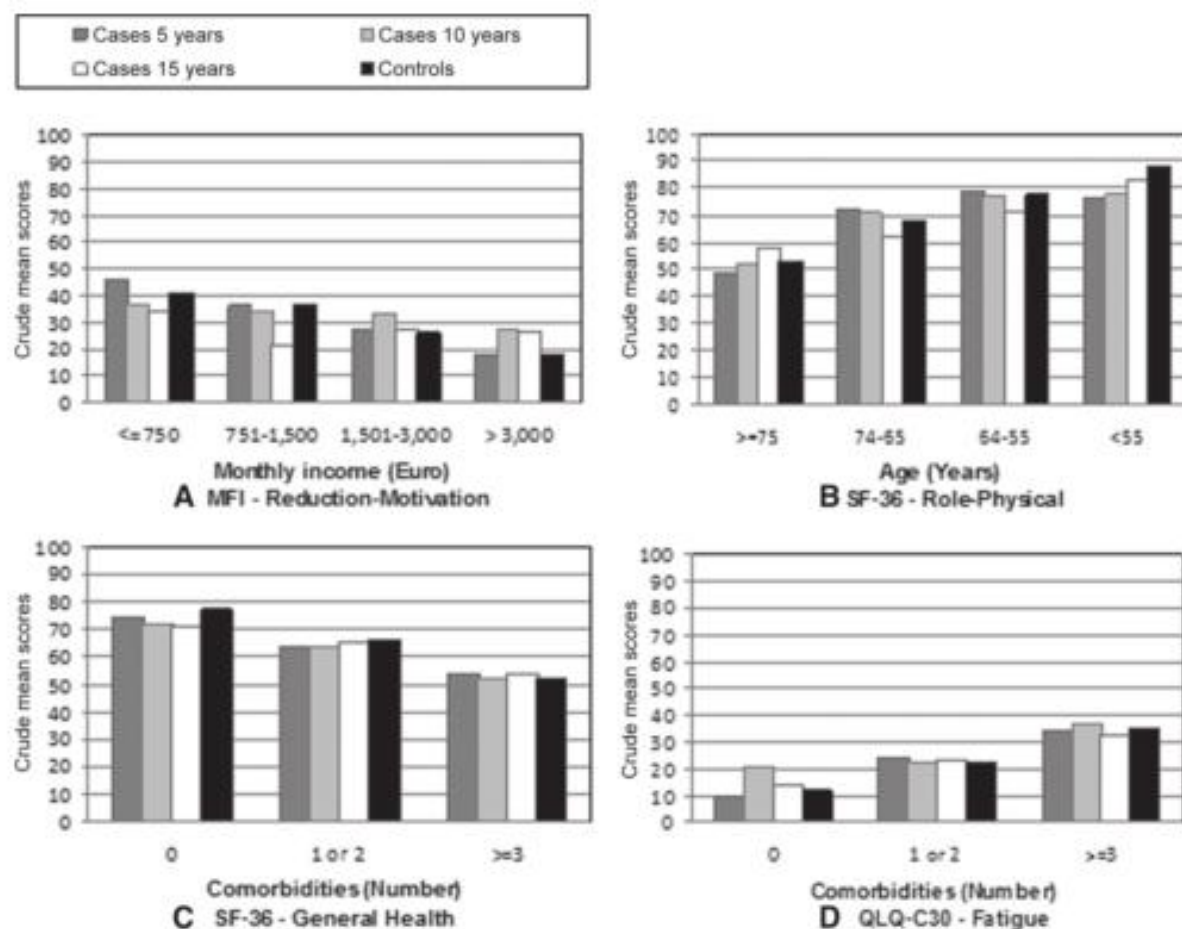 Cases 5 years Cases 10 years
Cases 15 years Controls
Crude mean scores
100
90
80
70
60
50
40
30
20
10
0
<=750 751-1,500 1,501-3,000 >3,000
Monthly income (Euro)
A MFI - Reduction-Motivation
Crude mean scores
100
90
80
70
60
50
40
30
20
10
0
>=75 74-65 64-55 <55
Age (Years)
B SF-36 - Role-Physical
Crude mean scores
100
90
80
70
60
50
40
30
20
10
0
0 1 or 2 >=3
Comorbidities (Number)
C SF-36 - General Health
Crude mean scores
100
90
80
70
60
50
40
30
20
10
0
0 1 or 2 >=3
Comorbidities (Number)
D QLQ-C30 - Fatigue